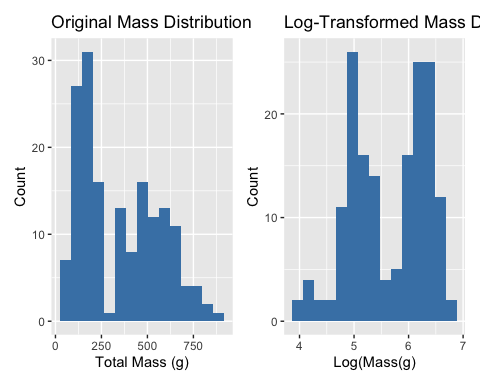 Original Mass Distribution
Log-Transformed Mass D
Count
30
20
10
0
0
250
500
750
Total Mass (g)
Count
20
10
0
4
5
6
7
Log(Mass(g)